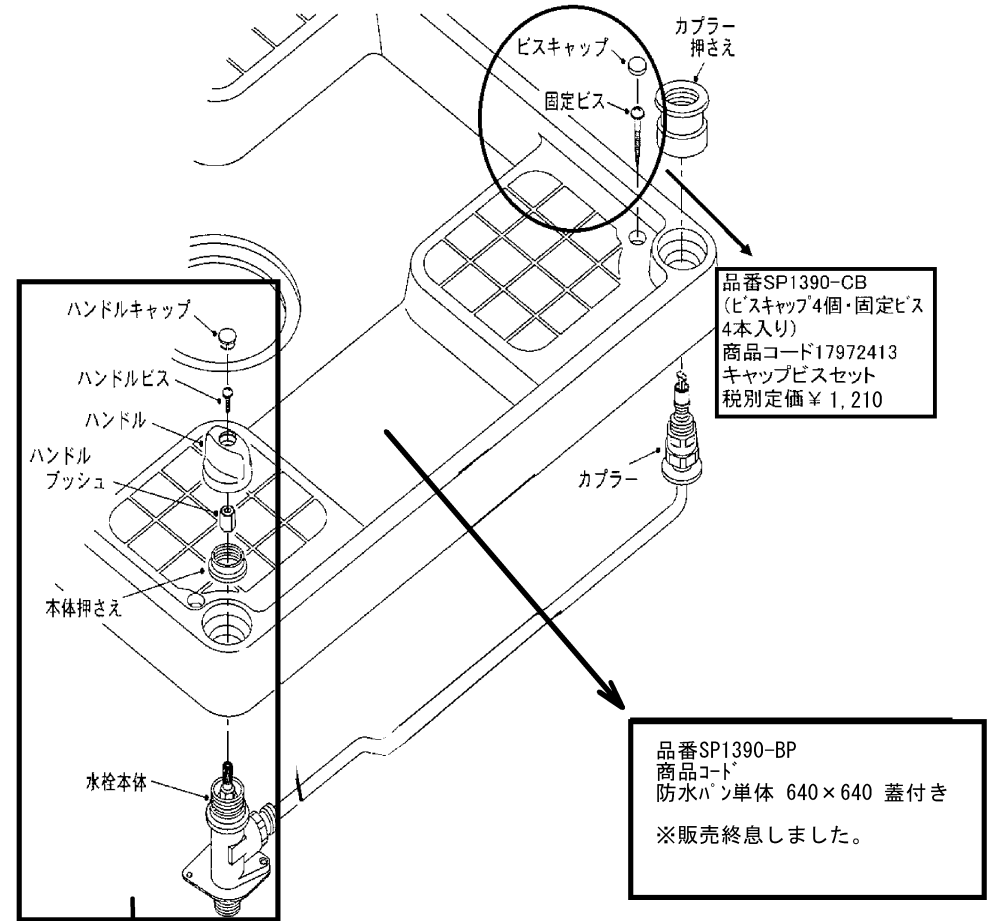 ビスキャップ
固定ビス
カプラー
押さえ
品番SP1390-CB
(ビスキャップ4個・固定ビス
4本入り)
商品コード17972413
キャップビスセット
税別定価¥1,210
ハンドルキャップ
ハンドルビス
ハンドル
ハンドル
ブッシュ
本体押さえ
カプラー
水栓本体
品番SP1390-BP
商品コード
防水パン単体 640×640 蓋付き
※販売終息しました。